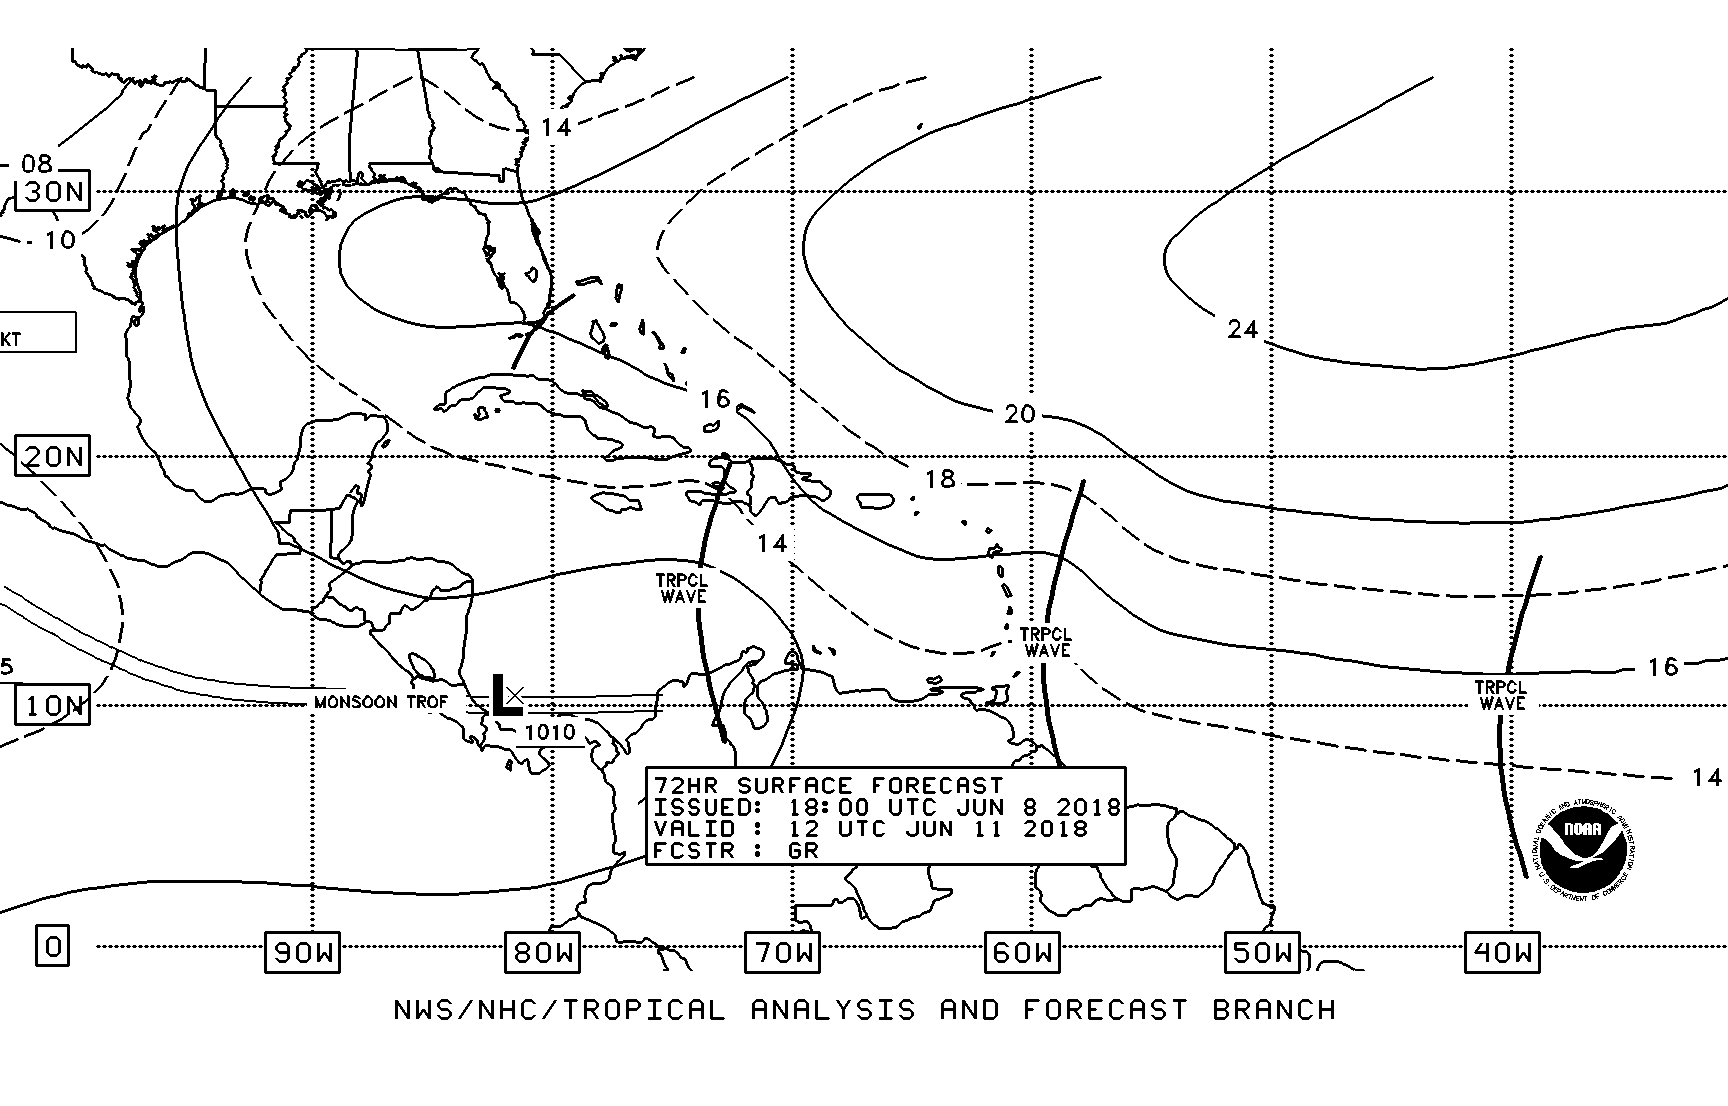 14
08
30N
10
24
KT
16
20
20N
18
14
TRPCL
WAVE
TRPCL
WAVE
5
16
TRPCL
WAVE
10N
MONSOON TROF
L
1010
14
72HR SURFACE FORECAST
ISSUED: 18:00 UTC JUN 8 2018
VALID : 12 UTC JUN 11 2018
FCSTR : GR
NOAA
NATIONAL OCEANIC AND ATMOSPHERIC ADMINISTRATION
U.S. DEPARTMENT OF COMMERCE
0
90W
80W
70W
60W
50W
40W
NWS/NHC/TROPICAL ANALYSIS AND FORECAST BRANCH